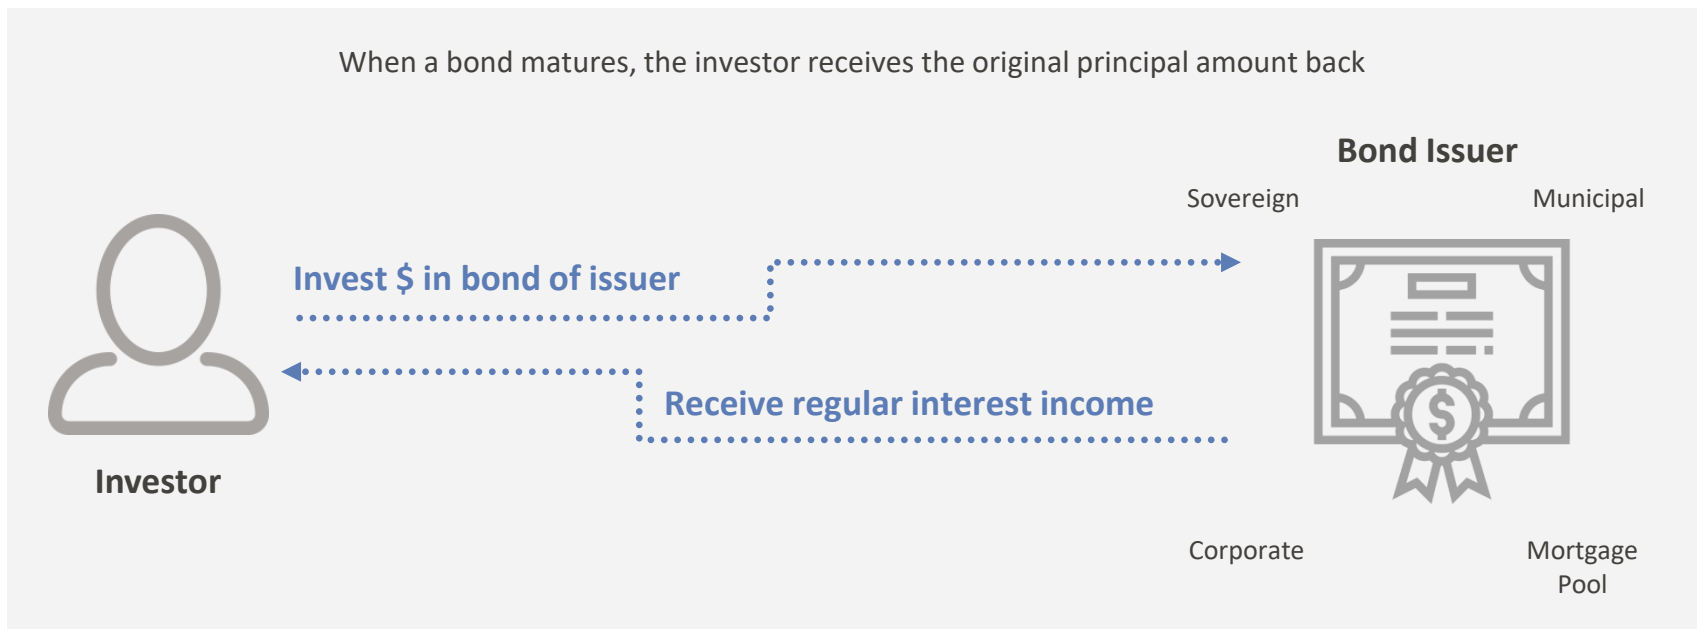 When a bond matures, the investor receives the original principal amount back
Bond Issuer
Sovereign
Municipal
Invest $ in bond of issuer
Receive regular interest income
$
Investor
Corporate
Mortgage
Pool